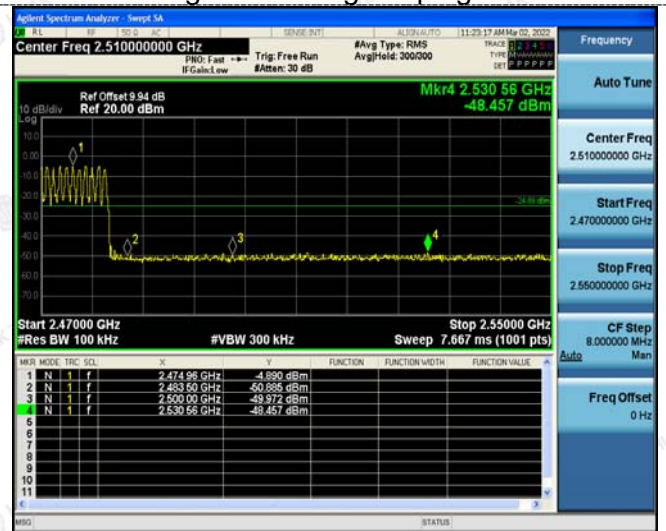 Agilent Spectrum Analyzer - Swept SA
RL RF 50 Ω AC SENSE:INT ALIGNAUTO 11:23:17 AM Mar 02, 2022
Center Freq 2.510000000 GHz #Avg Type: RMS TRACE 1 2 3 4 5 6
PNO: Fast Trig: Free Run Avg|Hold: 300/300 TYPE
IFGain:Low #Atten: 30 dB DET P P P P P P
Mkr4 2.530 56 GHz
Ref Offset 9.94 dB
10 dB/div Ref 20.00 dBm -48.457 dBm
Log
10.0
0.00
-10.0
-20.0
-24.89 dBm
-30.0
-40.0
-50.0
-60.0
-70.0
1
2
3
4
Start 2.47000 GHz Stop 2.55000 GHz
#Res BW 100 kHz #VBW 300 kHz Sweep 7.667 ms (1001 pts)
MKR MODE TRC SCL X Y FUNCTION FUNCTION WIDTH FUNCTION VALUE
1 N 1 f 2.474 96 GHz -4.890 dBm
2 N 1 f 2.483 50 GHz -50.885 dBm
3 N 1 f 2.500 00 GHz -49.972 dBm
4 N 1 f 2.530 56 GHz -48.457 dBm
5
6
7
8
9
10
11
MSG STATUS
Frequency
Auto Tune
Center Freq
2.510000000 GHz
Start Freq
2.470000000 GHz
Stop Freq
2.550000000 GHz
CF Step
8.000000 MHz
Auto Man
Freq Offset
0 Hz